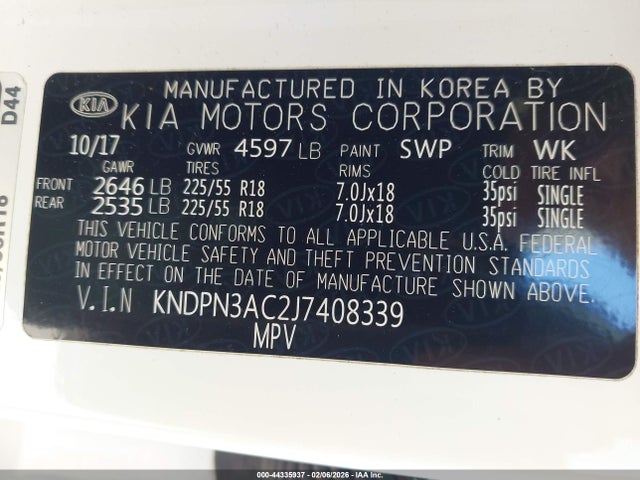 MANUFACTURED IN KOREA BY
KIA
KIA MOTORS CORPORATION
10/17 GVWR 4597 LB PAINT SWP TRIM WK
GAWR TIRES RIMS COLD TIRE INFL
FRONT 2646 LB 225/55 R18 7.0Jx18 35psi SINGLE
REAR 2535 LB 225/55 R18 7.0Jx18 35psi SINGLE
THIS VEHICLE CONFORMS TO ALL APPLICABLE U.S.A. FEDERAL
MOTOR VEHICLE SAFETY AND THEFT PREVENTION STANDARDS
IN EFFECT ON THE DATE OF MANUFACTURE SHOWN ABOVE.
V.I.N KNDPN3AC2J7408339
MPV
D44
000-44335937 - 02/06/2026 - IAA Inc.